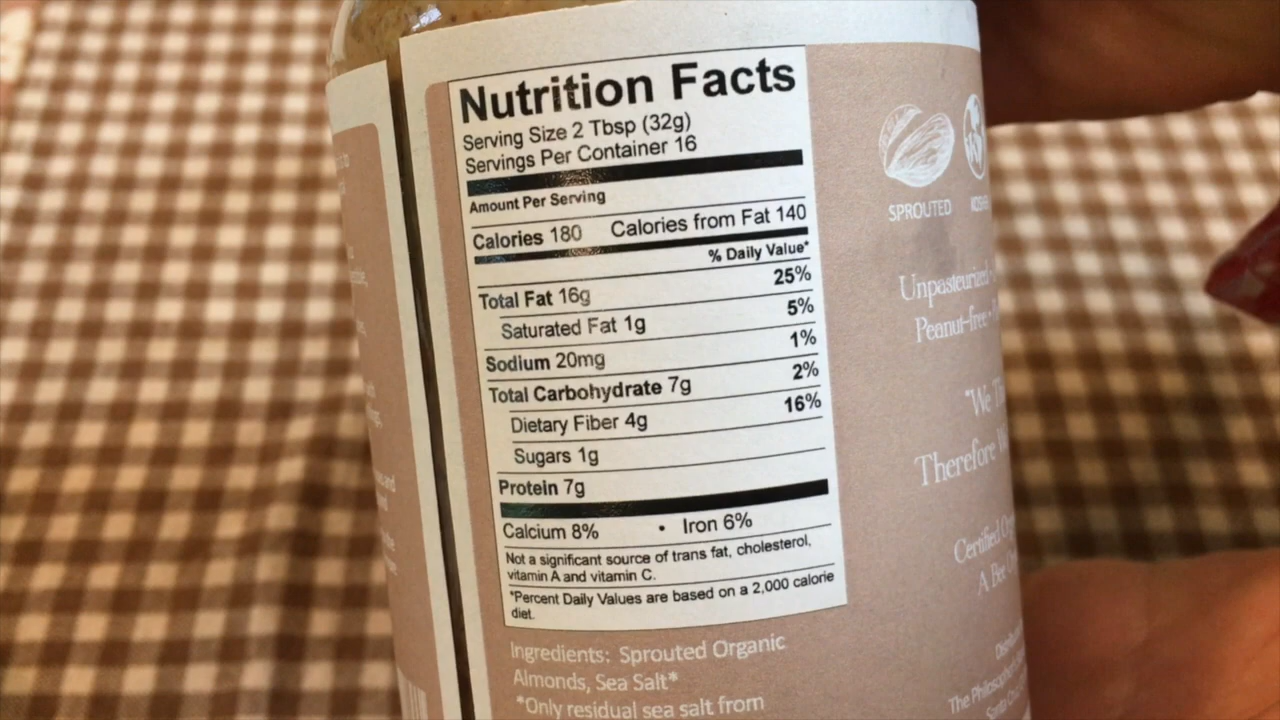 Nutrition Facts
Serving Size 2 Tbsp (32g)
Servings Per Container 16
Amount Per Serving
Calories 180 Calories from Fat 140
% Daily Value*
Total Fat 16g 25%
Saturated Fat 1g 5%
Sodium 20mg 1%
Total Carbohydrate 7g 2%
Dietary Fiber 4g 16%
Sugars 1g
Protein 7g
Calcium 8% • Iron 6%
Not a significant source of trans fat, cholesterol,
vitamin A and vitamin C.
*Percent Daily Values are based on a 2,000 calorie
diet.
Ingredients: Sprouted Organic
Almonds, Sea Salt*
*Only residual sea salt from
SPROUTED
Unpasteurized
Peanut-free •
"We
Therefore
Certified
A
The
Santa